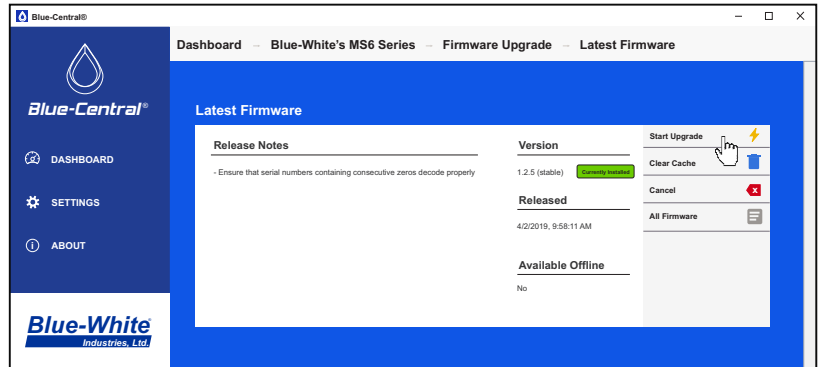 Blue-Central®
Dashboard – Blue-White's MS6 Series – Firmware Upgrade – Latest Firmware
Blue-Central®
DASHBOARD
SETTINGS
ABOUT
Blue-White®
Industries, Ltd.
Latest Firmware
Release Notes
- Ensure that serial numbers containing consecutive zeros decode properly
Version
1.2.5 (stable) Currently Installed
Released
4/2/2019, 9:58:11 AM
Available Offline
No
Start Upgrade
Clear Cache
Cancel x
All Firmware